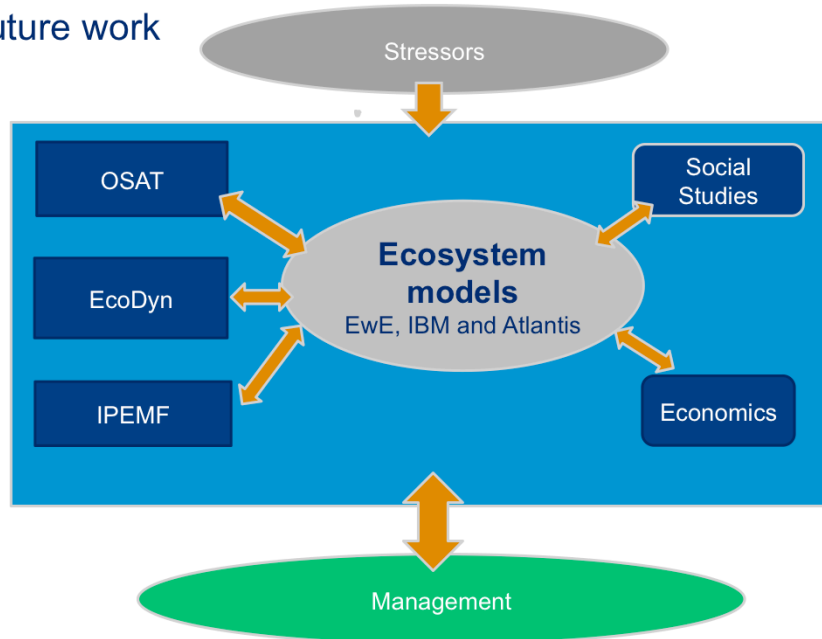 uture work
Stressors
OSAT
Social
Studies
Ecosystem
models
EwE, IBM and Atlantis
EcoDyn
IPEMF
Economics
Management